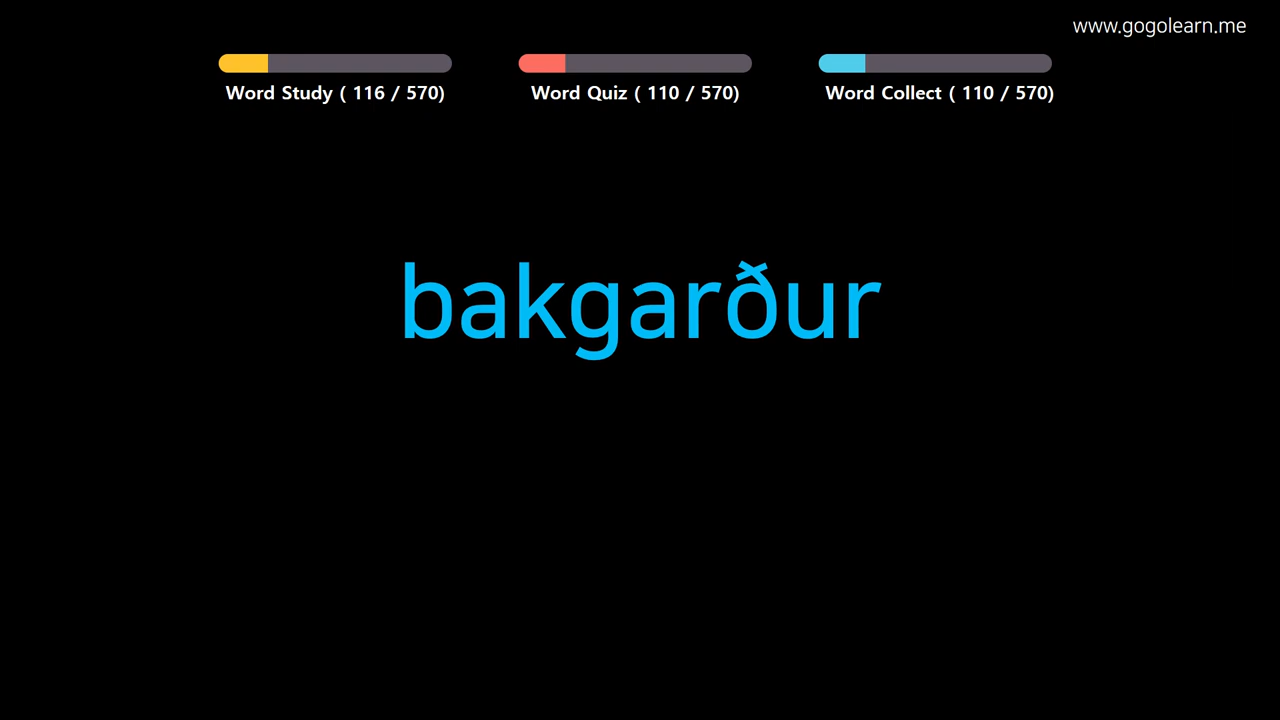 www.gogolearn.me
Word Study ( 116 / 570)
Word Quiz ( 110 / 570)
Word Collect ( 110 / 570)
bakgarður